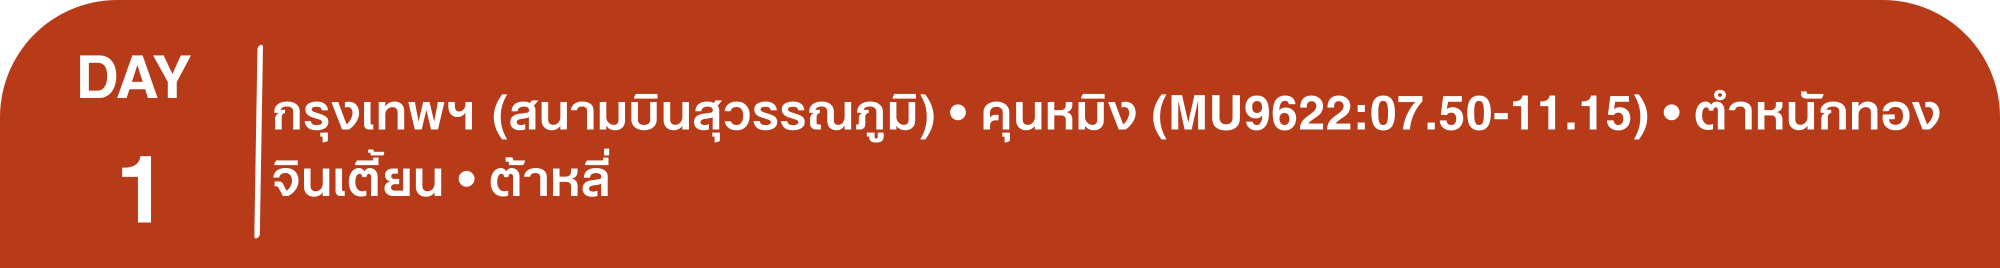 DAY
1
กรุงเทพฯ (สนามบินสุวรรณภูมิ) • คุนหมิง (MU9622:07.50-11.15) • ตำหนักทอง
จินเตี้ยน • ต้าหลี่